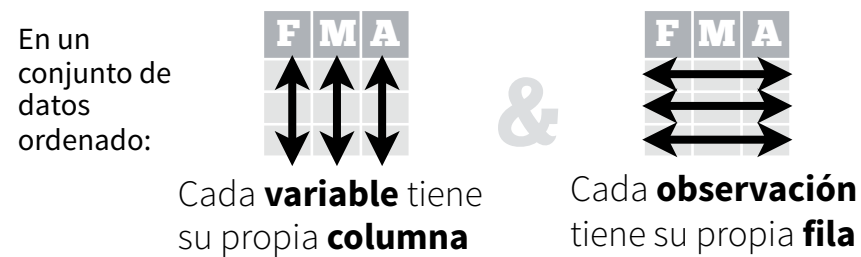 En un
conjunto de
datos
ordenado:
F M A
&
F M A
Cada variable tiene
su propia columna
Cada observación
tiene su propia fila